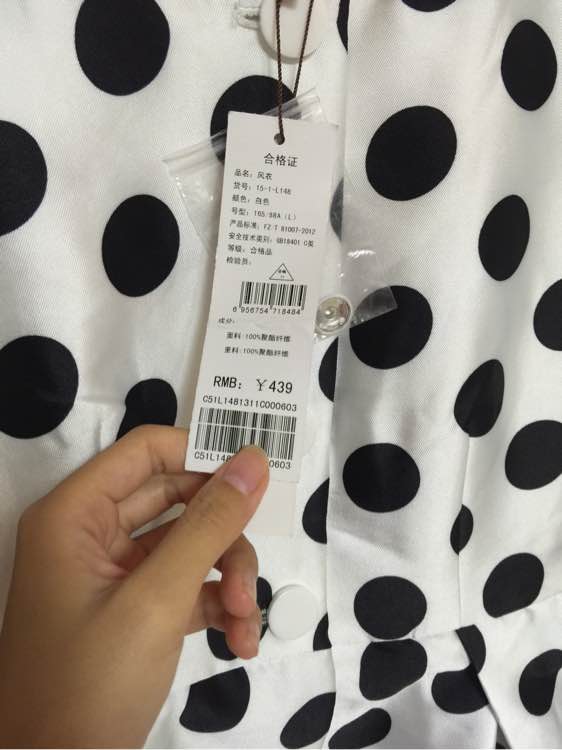 合格证
品名: 风衣
货号: 15-1-L148
颜色: 白色
号型: 165/88A (L)
产品标准: FZ/T 81007-2012
安全技术类别: GB18401 C类
等级: 合格品
检验员:
6 956754 718484
成分:
面料:100%聚酯纤维
里料:100%聚酯纤维
RMB: ¥439
C51L1481311C000603
C51L148 0603